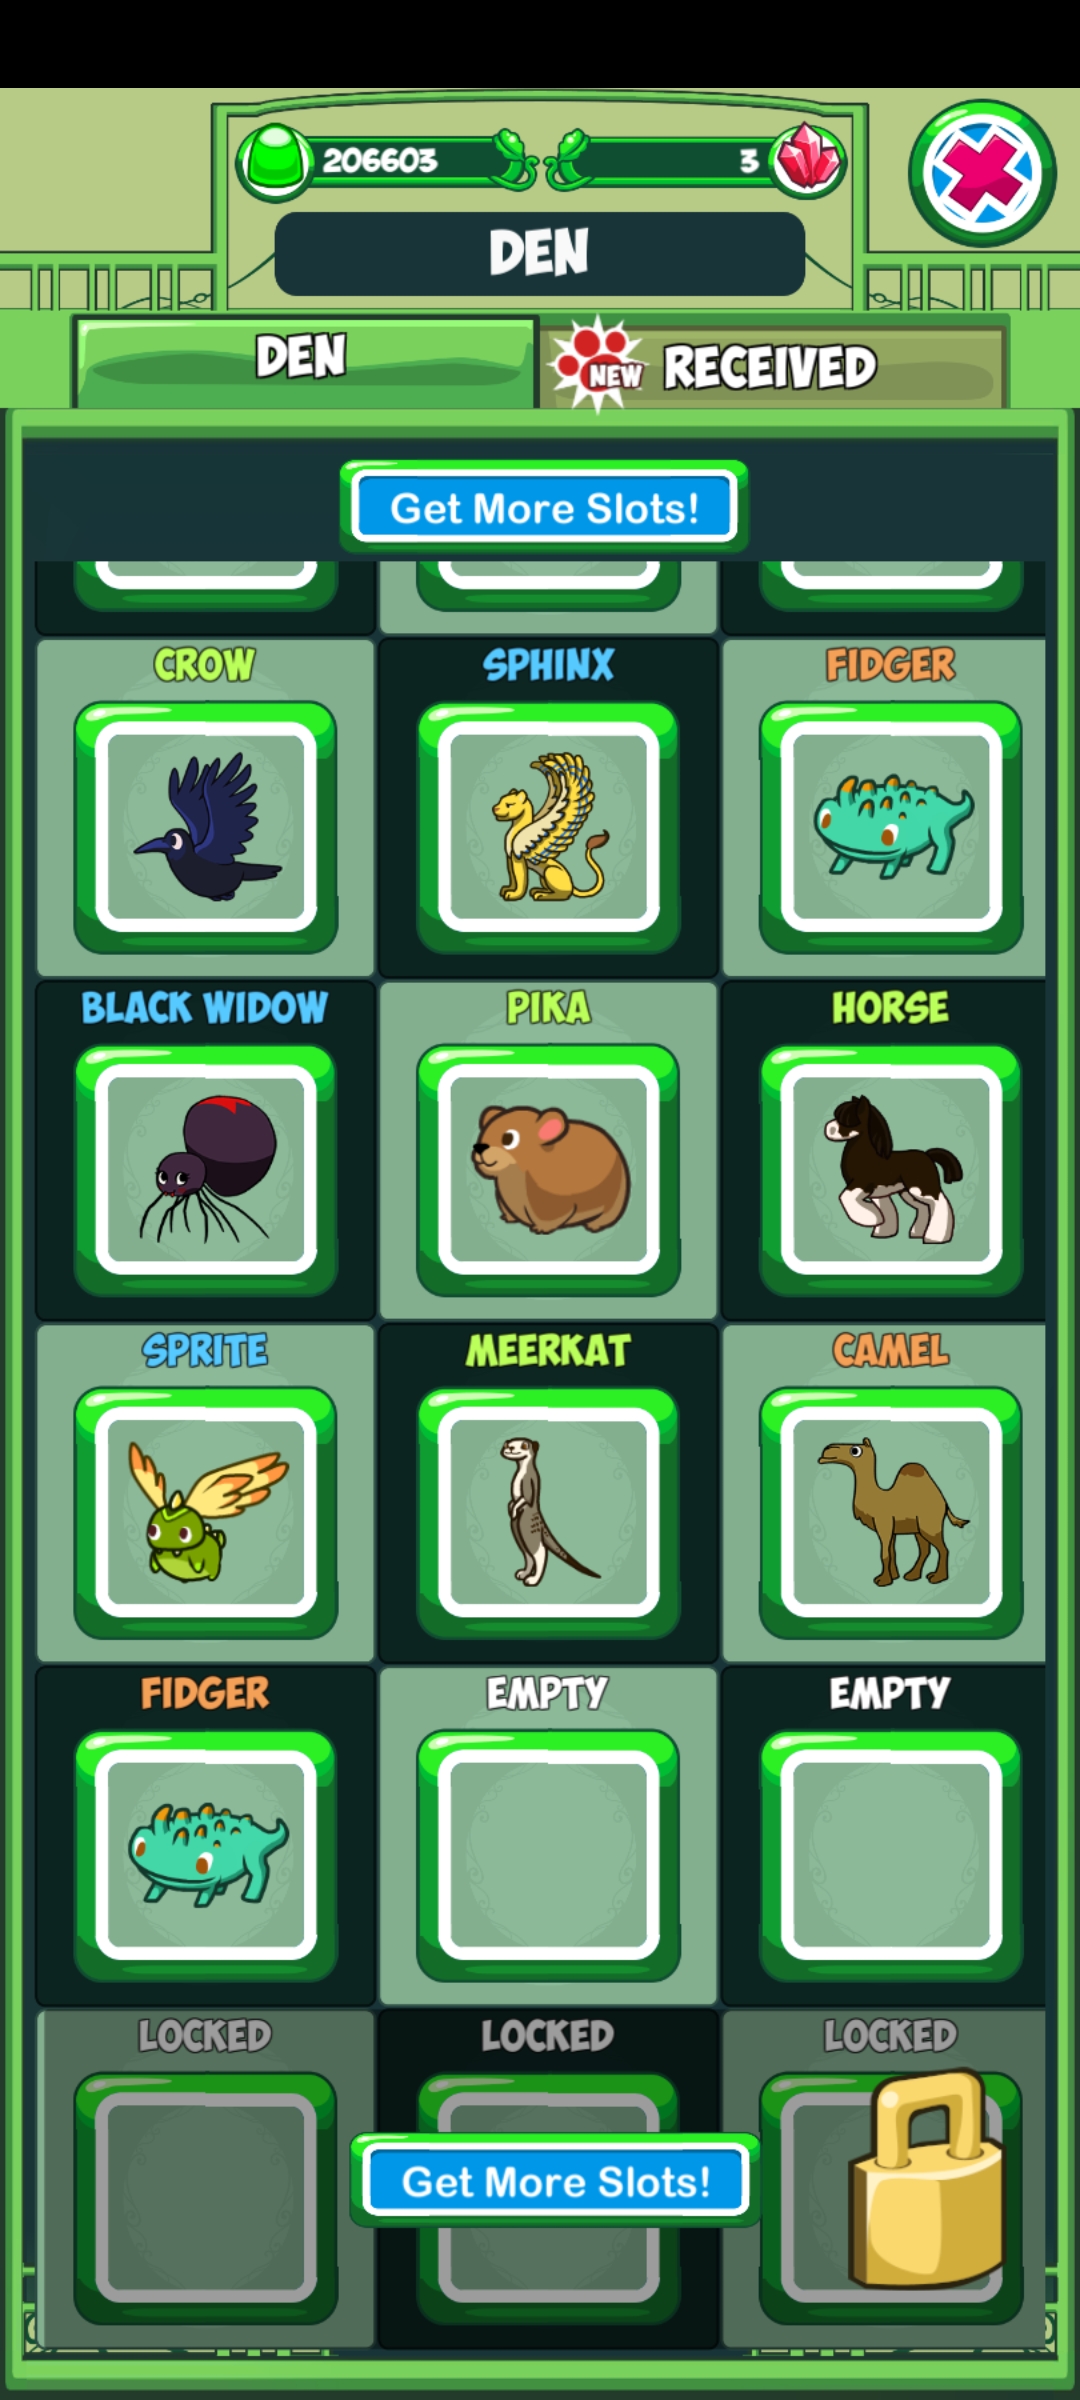 206603
3
DEN
DEN
NEW RECEIVED
Get More Slots!
CROW SPHINX FIDGER
BLACK WIDOW PIKA HORSE
SPRITE MEERKAT CAMEL
FIDGER EMPTY EMPTY
LOCKED LOCKED LOCKED
Get More Slots!